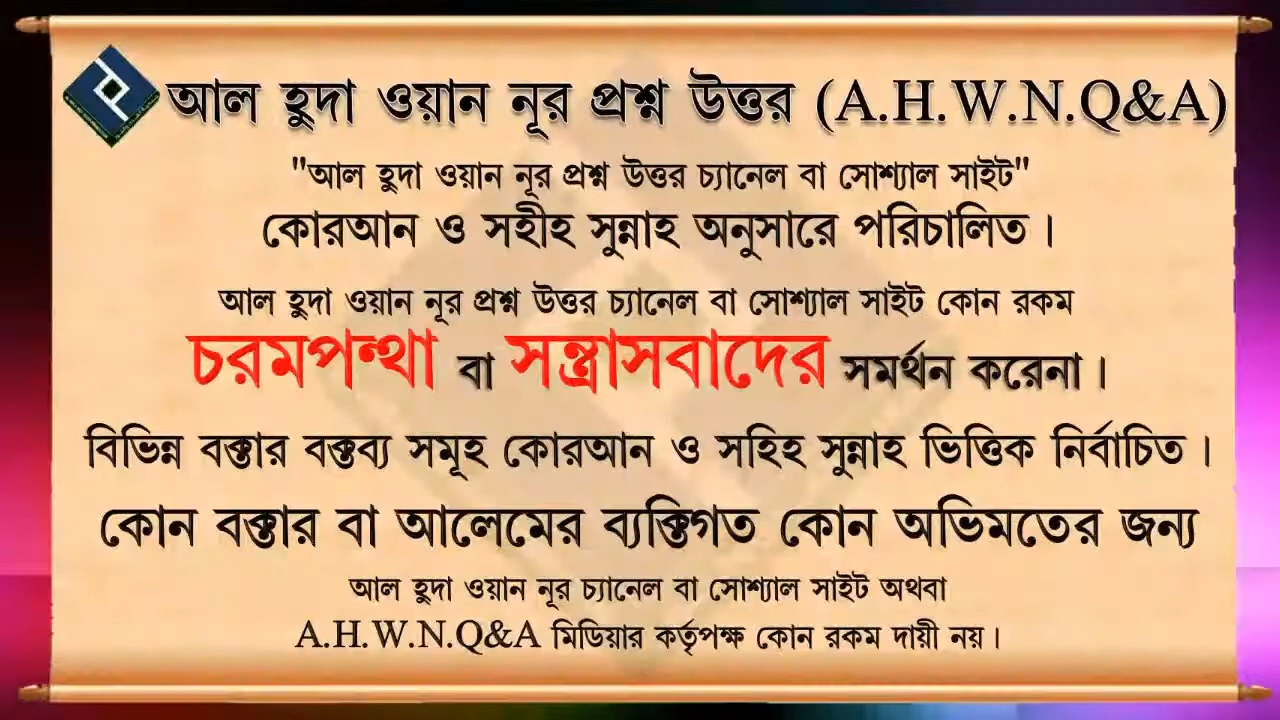 আল হুদা ওয়ান নূর প্রশ্ন উত্তর (A.H.W.N.Q&A)
"আল হুদা ওয়ান নূর প্রশ্ন উত্তর চ্যানেল বা সোশ্যাল সাইট"
কোরআন ও সহীহ সুন্নাহ অনুসারে পরিচালিত ।
আল হুদা ওয়ান নূর প্রশ্ন উত্তর চ্যানেল বা সোশ্যাল সাইট কোন রকম
চরমপন্থা বা সন্ত্রাসবাদের সমর্থন করেনা ।
বিভিন্ন বক্তার বক্তব্য সমূহ কোরআন ও সহিহ সুন্নাহ ভিত্তিক নির্বাচিত ।
কোন বক্তার বা আলেমের ব্যক্তিগত কোন অভিমতের জন্য
আল হুদা ওয়ান নূর চ্যানেল বা সোশ্যাল সাইট অথবা
A.H.W.N.Q&A মিডিয়ার কর্তৃপক্ষ কোন রকম দায়ী নয় ।